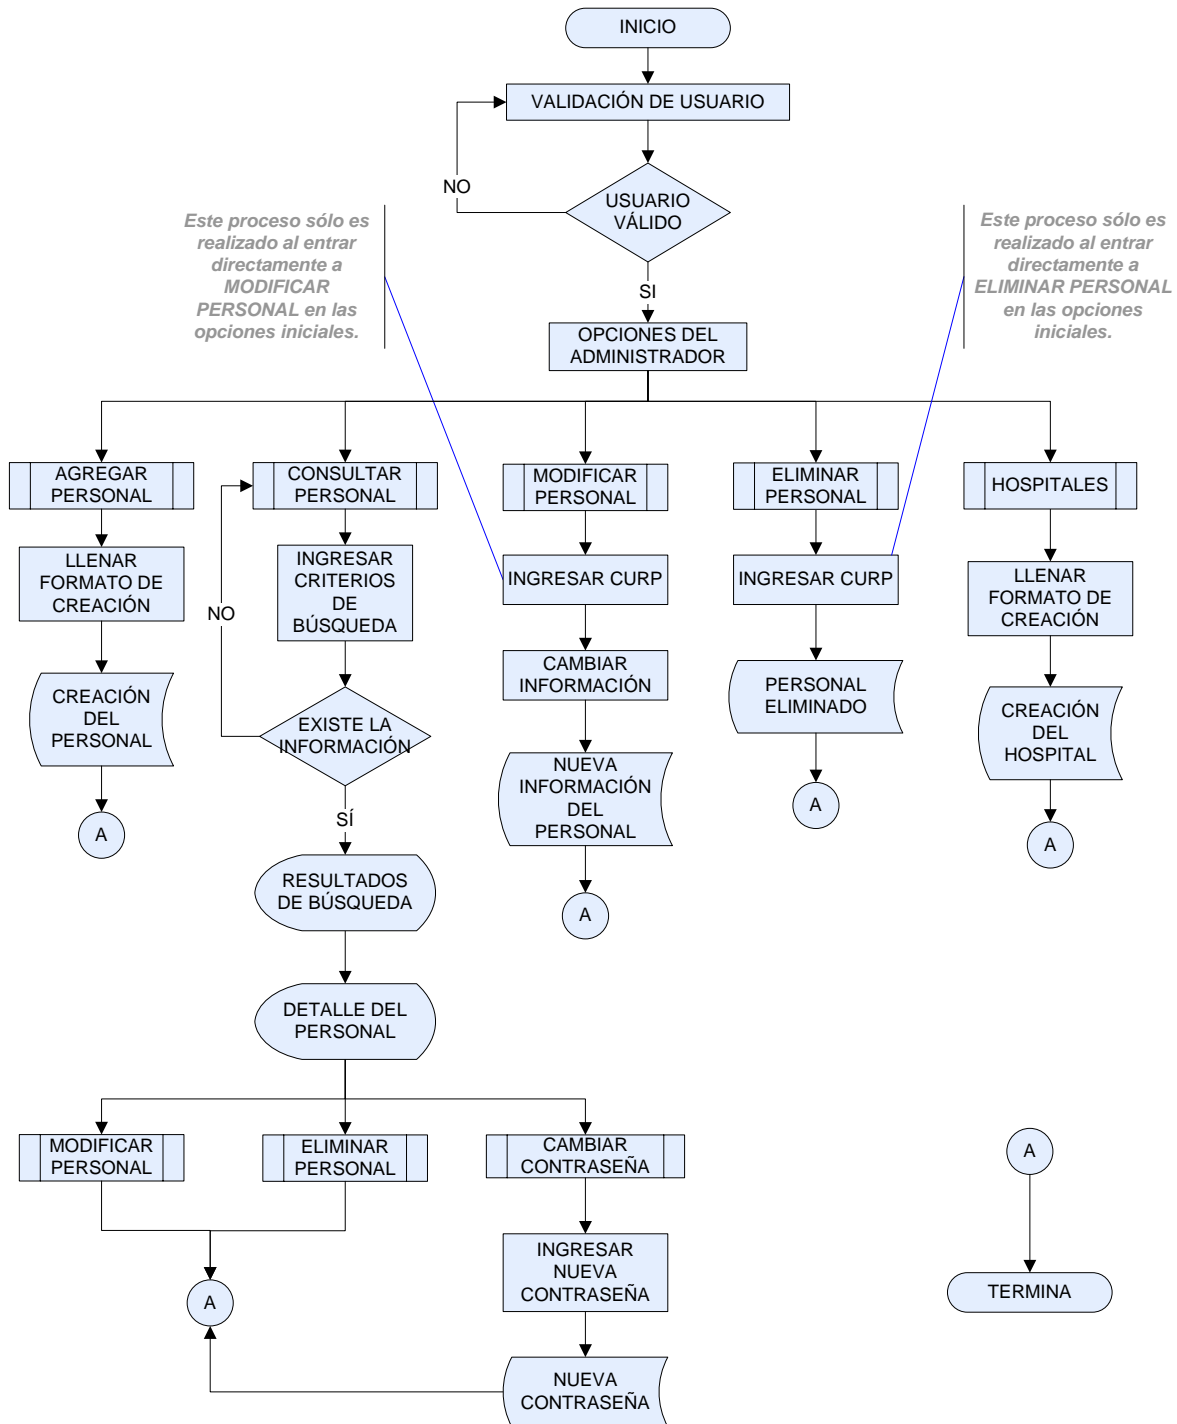 INICIO
VALIDACIÓN DE USUARIO
NO
USUARIO
VÁLIDO
SI
Este proceso sólo es
realizado al entrar
directamente a
MODIFICAR
PERSONAL en las
opciones iniciales.
Este proceso sólo es
realizado al entrar
directamente a
ELIMINAR PERSONAL
en las opciones
iniciales.
OPCIONES DEL
ADMINISTRADOR
AGREGAR
PERSONAL
CONSULTAR
PERSONAL
MODIFICAR
PERSONAL
ELIMINAR
PERSONAL
HOSPITALES
LLENAR
FORMATO DE
CREACIÓN
INGRESAR
CRITERIOS
DE
BÚSQUEDA
INGRESAR CURP
INGRESAR CURP
LLENAR
FORMATO DE
CREACIÓN
NO
CREACIÓN
DEL
PERSONAL
EXISTE LA
INFORMACIÓN
CAMBIAR
INFORMACIÓN
PERSONAL
ELIMINADO
CREACIÓN
DEL
HOSPITAL
NUEVA
INFORMACIÓN
DEL
PERSONAL
A
SÍ
A
A
A
RESULTADOS
DE BÚSQUEDA
DETALLE DEL
PERSONAL
MODIFICAR
PERSONAL
ELIMINAR
PERSONAL
CAMBIAR
CONTRASEÑA
A
INGRESAR
NUEVA
CONTRASEÑA
A
TERMINA
NUEVA
CONTRASEÑA